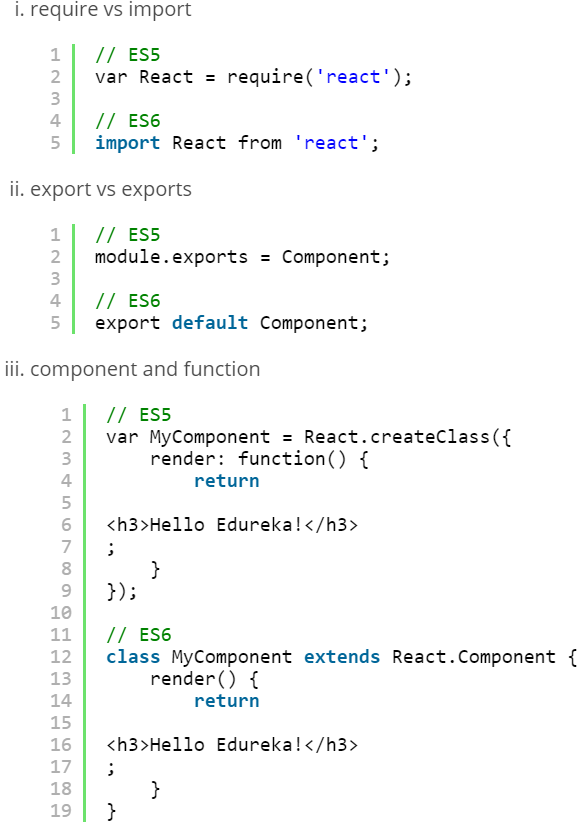 i. require vs import
1 // ES5
2 var React = require('react');
3
4 // ES6
5 import React from 'react';
ii. export vs exports
1 // ES5
2 module.exports = Component;
3
4 // ES6
5 export default Component;
iii. component and function
1 // ES5
2 var MyComponent = React.createClass({
3     render: function() {
4         return
5
6 <h3>Hello Edureka!</h3>
7 ;
8     }
9 });
10
11 // ES6
12 class MyComponent extends React.Component {
13     render() {
14         return
15
16 <h3>Hello Edureka!</h3>
17 ;
18     }
19 }